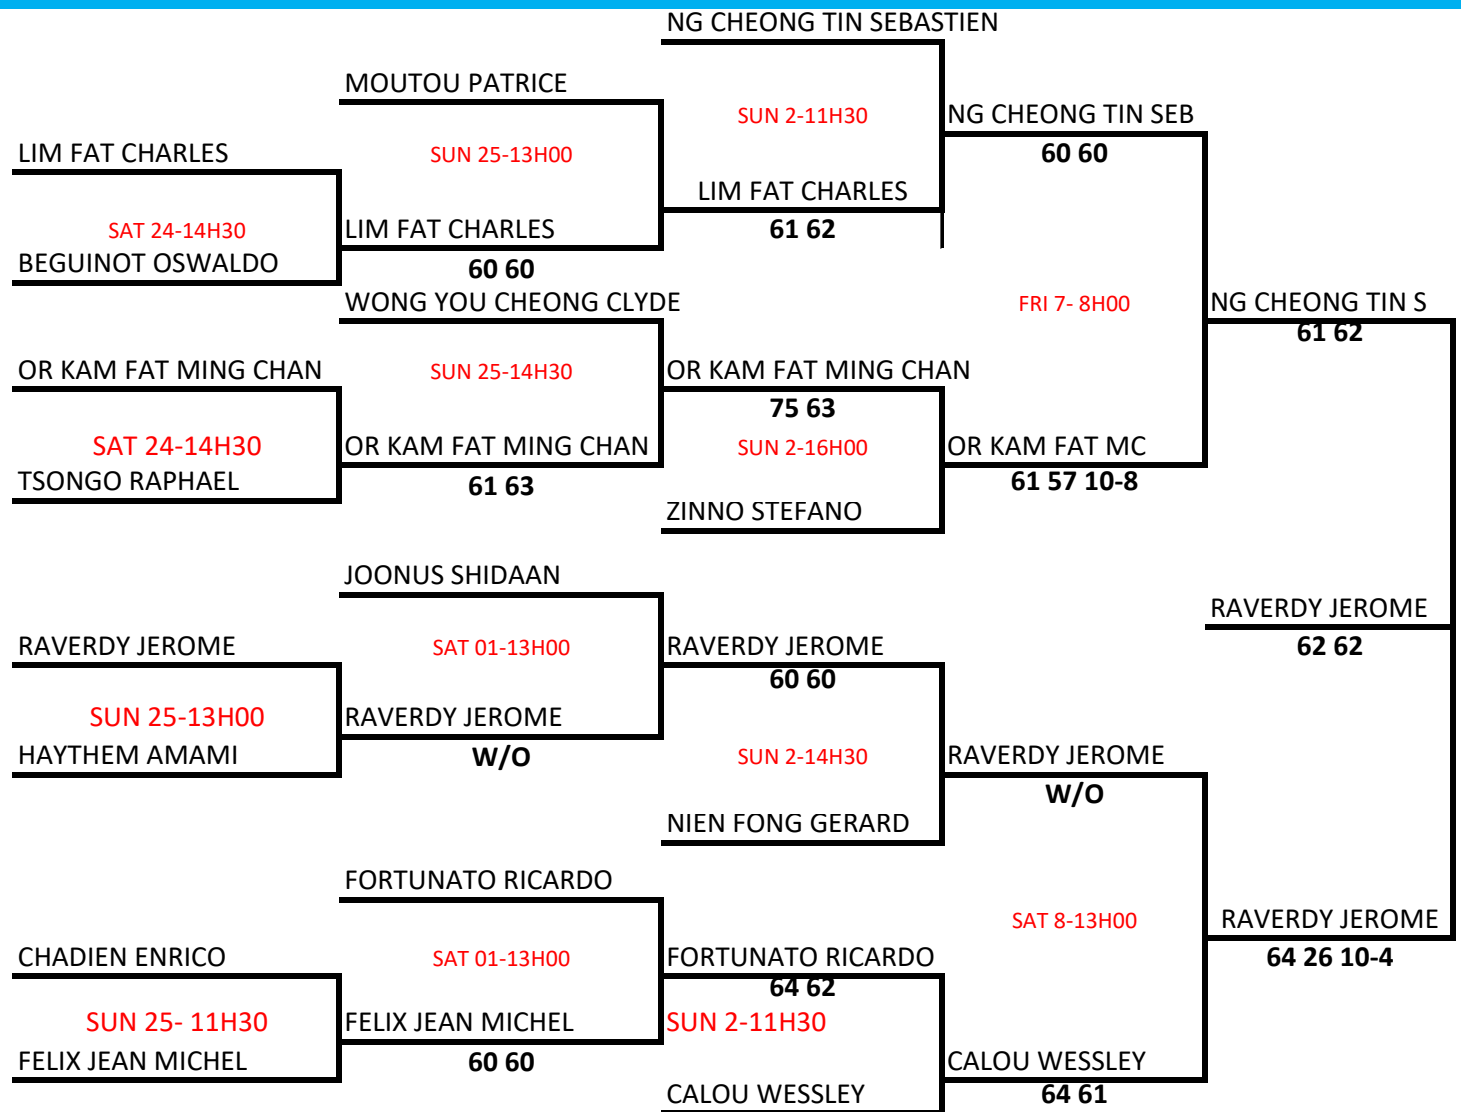 NG CHEONG TIN SEBASTIEN
MOUTOU PATRICE
SUN 2-11H30
NG CHEONG TIN SEB
LIM FAT CHARLES
SUN 25-13H00
60 60
LIM FAT CHARLES
SAT 24-14H30
LIM FAT CHARLES
61 62
BEGUINOT OSWALDO
60 60
WONG YOU CHEONG CLYDE
FRI 7- 8H00
NG CHEONG TIN S
61 62
OR KAM FAT MING CHAN
SUN 25-14H30
OR KAM FAT MING CHAN
75 63
SAT 24-14H30
OR KAM FAT MING CHAN
SUN 2-16H00
OR KAM FAT MC
TSONGO RAPHAEL
61 63
61 57 10-8
ZINNO STEFANO
JOONUS SHIDAAN
RAVERDY JEROME
RAVERDY JEROME
SAT 01-13H00
RAVERDY JEROME
62 62
60 60
SUN 25-13H00
RAVERDY JEROME
HAYTHEM AMAMI
W/O
SUN 2-14H30
RAVERDY JEROME
W/O
NIEN FONG GERARD
FORTUNATO RICARDO
SAT 8-13H00
RAVERDY JEROME
CHADIEN ENRICO
SAT 01-13H00
FORTUNATO RICARDO
64 26 10-4
64 62
SUN 25- 11H30
FELIX JEAN MICHEL
SUN 2-11H30
FELIX JEAN MICHEL
60 60
CALOU WESSLEY
CALOU WESSLEY
64 61